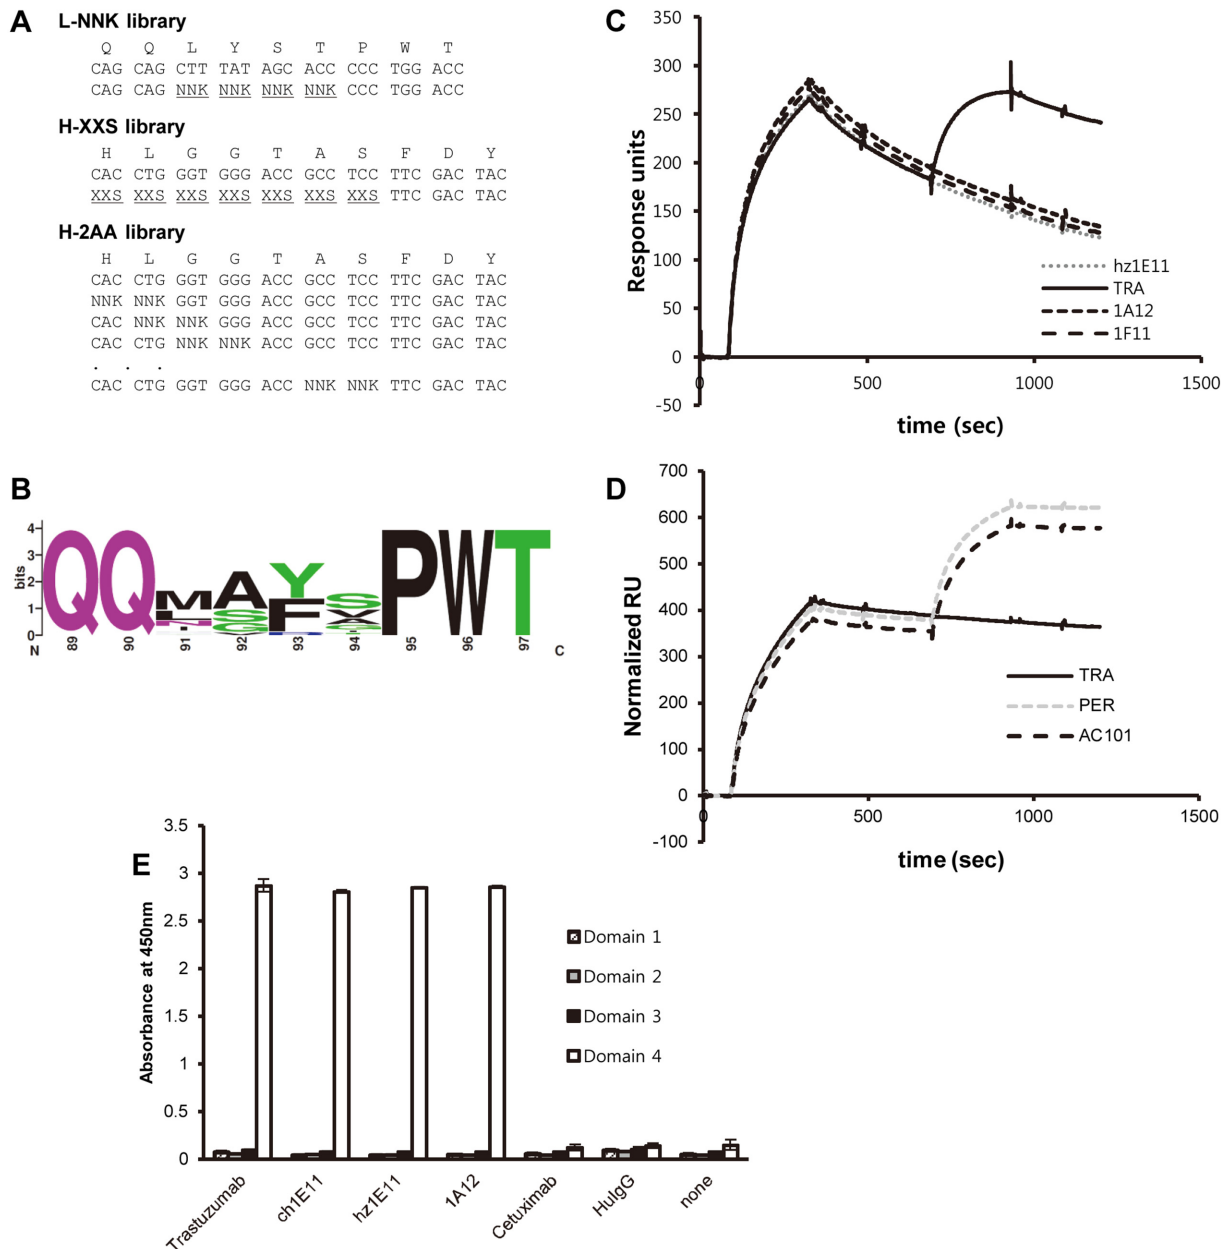 A
L-NNK library
Q Q L Y S T P W T
CAG CAG CTT TAT AGC ACC CCC TGG ACC
CAG CAG NNK NNK NNK NNK CCC TGG ACC
H-XXS library
H L G G T A S F D Y
CAC CTG GGT GGG ACC GCC TCC TTC GAC TAC
XXS XXS XXS XXS XXS XXS XXS TTC GAC TAC
H-2AA library
H L G G T A S F D Y
CAC CTG GGT GGG ACC GCC TCC TTC GAC TAC
NNK NNK GGT GGG ACC GCC TCC TTC GAC TAC
CAC NNK NNK GGG ACC GCC TCC TTC GAC TAC
CAC CTG NNK NNK ACC GCC TCC TTC GAC TAC
. . .
CAC CTG GGT GGG ACC NNK NNK TTC GAC TAC
B
bits
4
3
2
1
0
QQMAYSPWT
LSFX
N G G
N 89 90 91 92 93 94 95 96 97 C
C
Response units
350
300
250
200
150
100
50
0
-50
0 500 1000 1500
time (sec)
hz1E11
TRA
1A12
1F11
D
Normalized RU
700
600
500
400
300
200
100
0
-100
0 500 1000 1500
time (sec)
TRA
PER
AC101
E
Absorbance at 450nm
3.5
3
2.5
2
1.5
1
0.5
0
Trastuzumab
ch1E11
hz1E11
1A12
Cetuximab
HuIgG
none
Domain 1
Domain 2
Domain 3
Domain 4